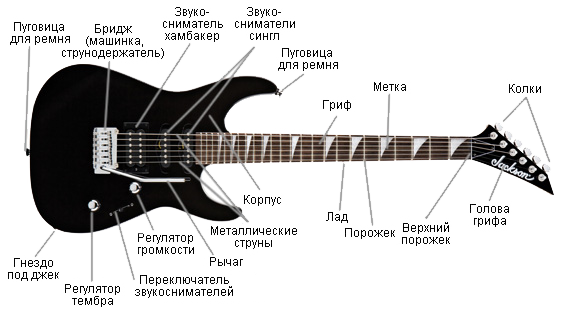 Пуговица
для ремня
Бридж
(машинка,
струнодержатель)
Звуко-
сниматель
хамбакер
Звуко-
сниматели
сингл
Пуговица
для ремня
Гриф
Метка
Колки
Jackson
Корпус
Металлические
струны
Лад
Порожек
Верхний
порожек
Голова
грифа
Гнездо
под джек
Регулятор
тембра
Регулятор
громкости
Переключатель
звукоснимателей
Рычаг